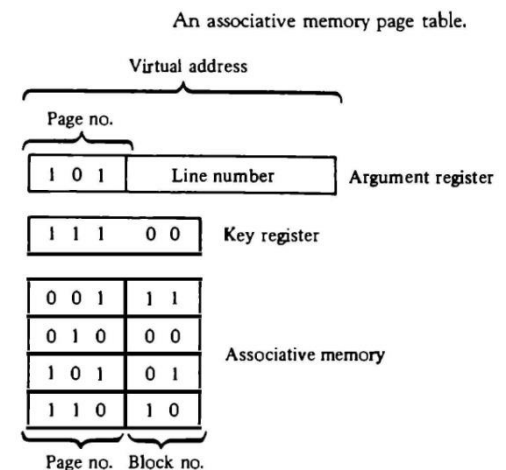 An associative memory page table.
Virtual address
Page no.
1 0 1 Line number Argument register
1 1 1 0 0 Key register
0 0 1 1 1
0 1 0 0 0
Associative memory
1 0 1 0 1
1 1 0 1 0
Page no. Block no.